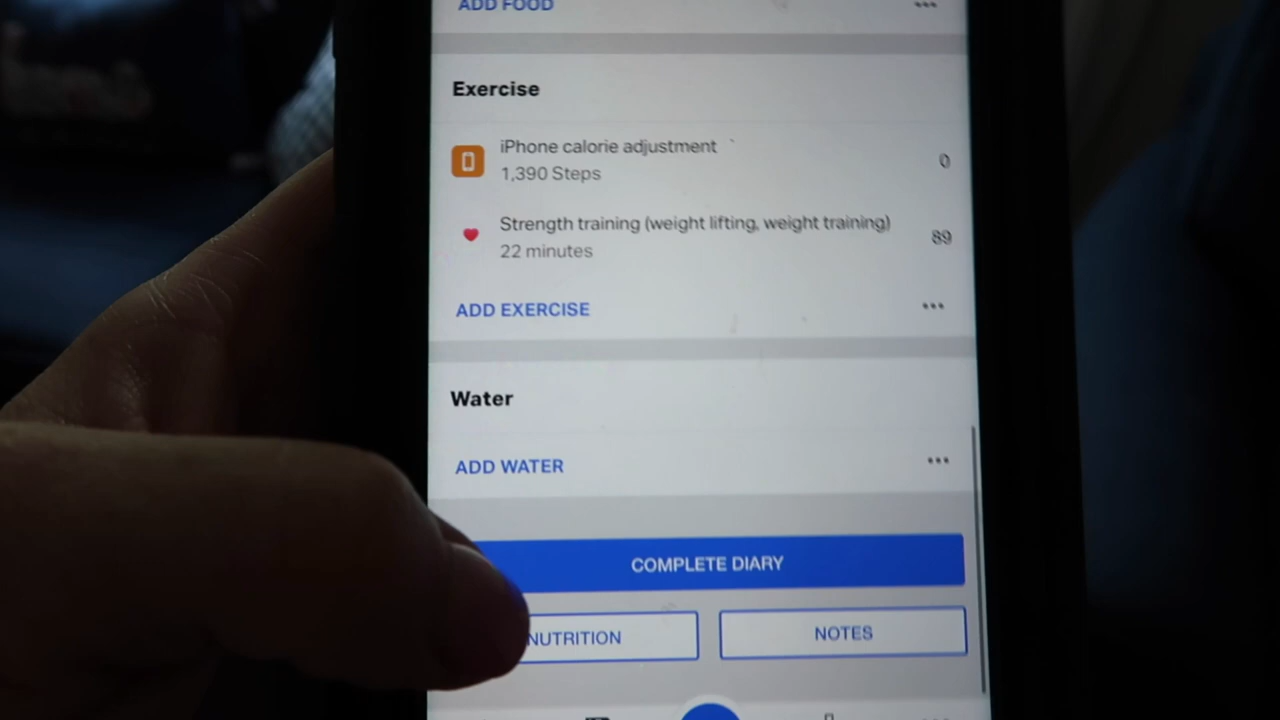 ADD FOOD
Exercise
iPhone calorie adjustment
1,390 Steps
0
Strength training (weight lifting, weight training)
22 minutes
89
ADD EXERCISE
Water
ADD WATER
COMPLETE DIARY
NUTRITION
NOTES